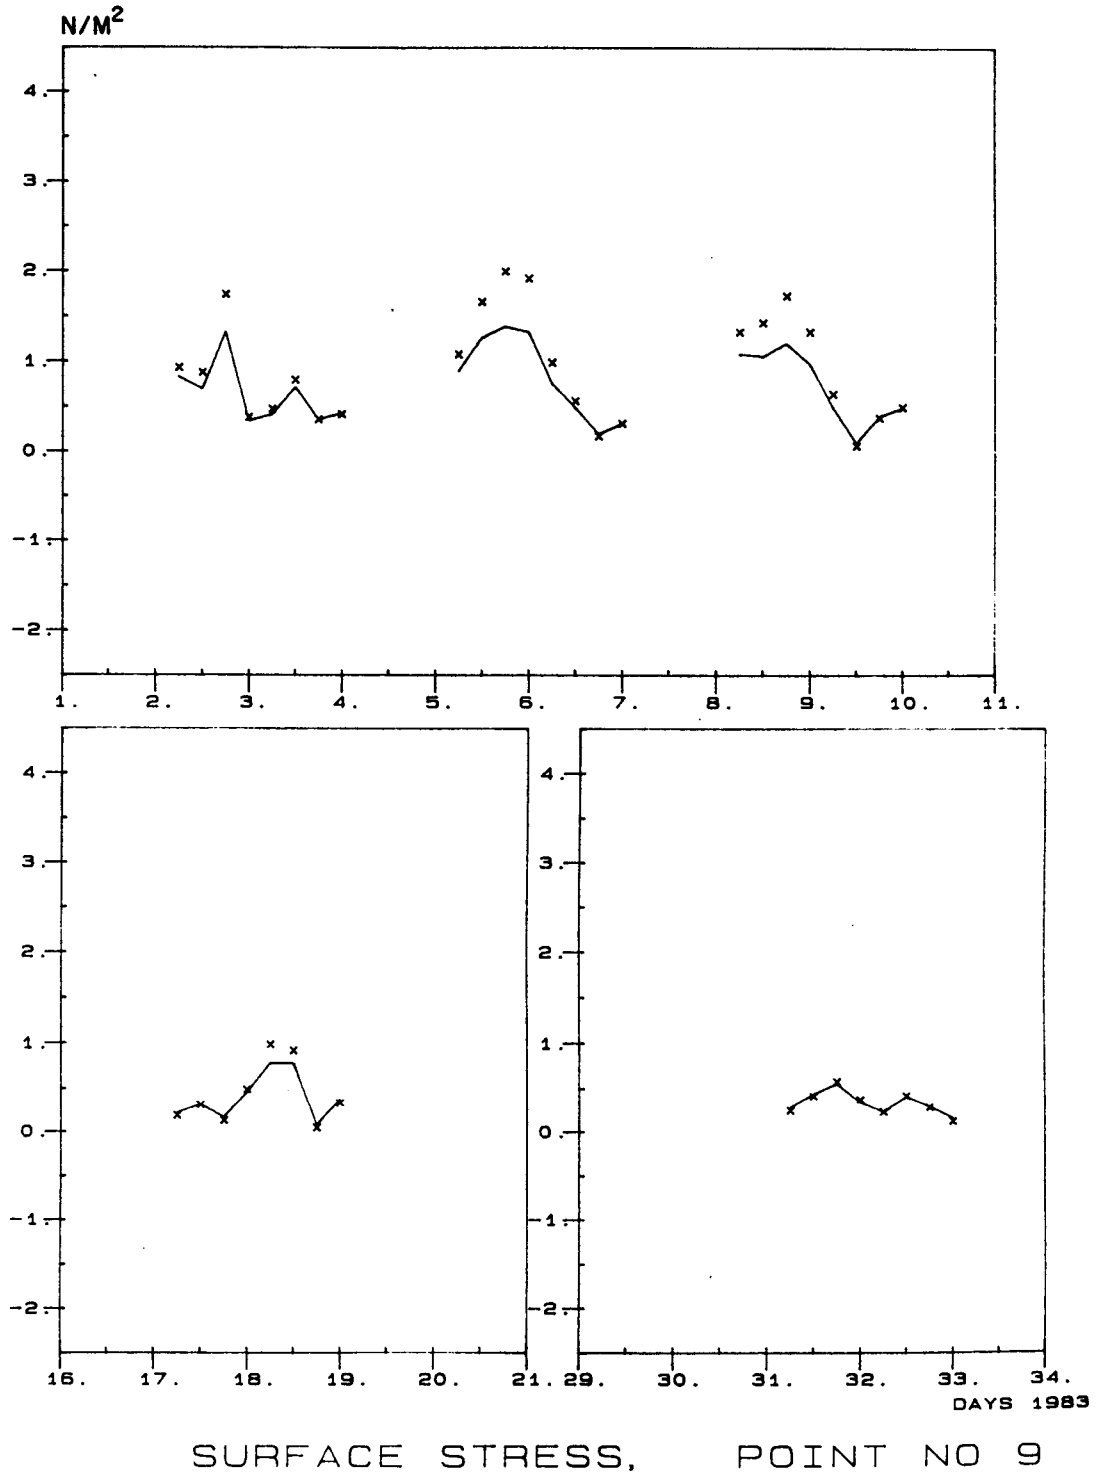 N/M²
4.
3.
2.
1.
0.
-1.
-2.
1. 2. 3. 4. 5. 6. 7. 8. 9. 10. 11.
4. 4.
3. 3.
2. 2.
1. 1.
0. 0.
-1. -1.
-2. -2.
16. 17. 18. 19. 20. 21. 29. 30. 31. 32. 33. 34.
DAYS 1983
SURFACE STRESS, POINT NO 9